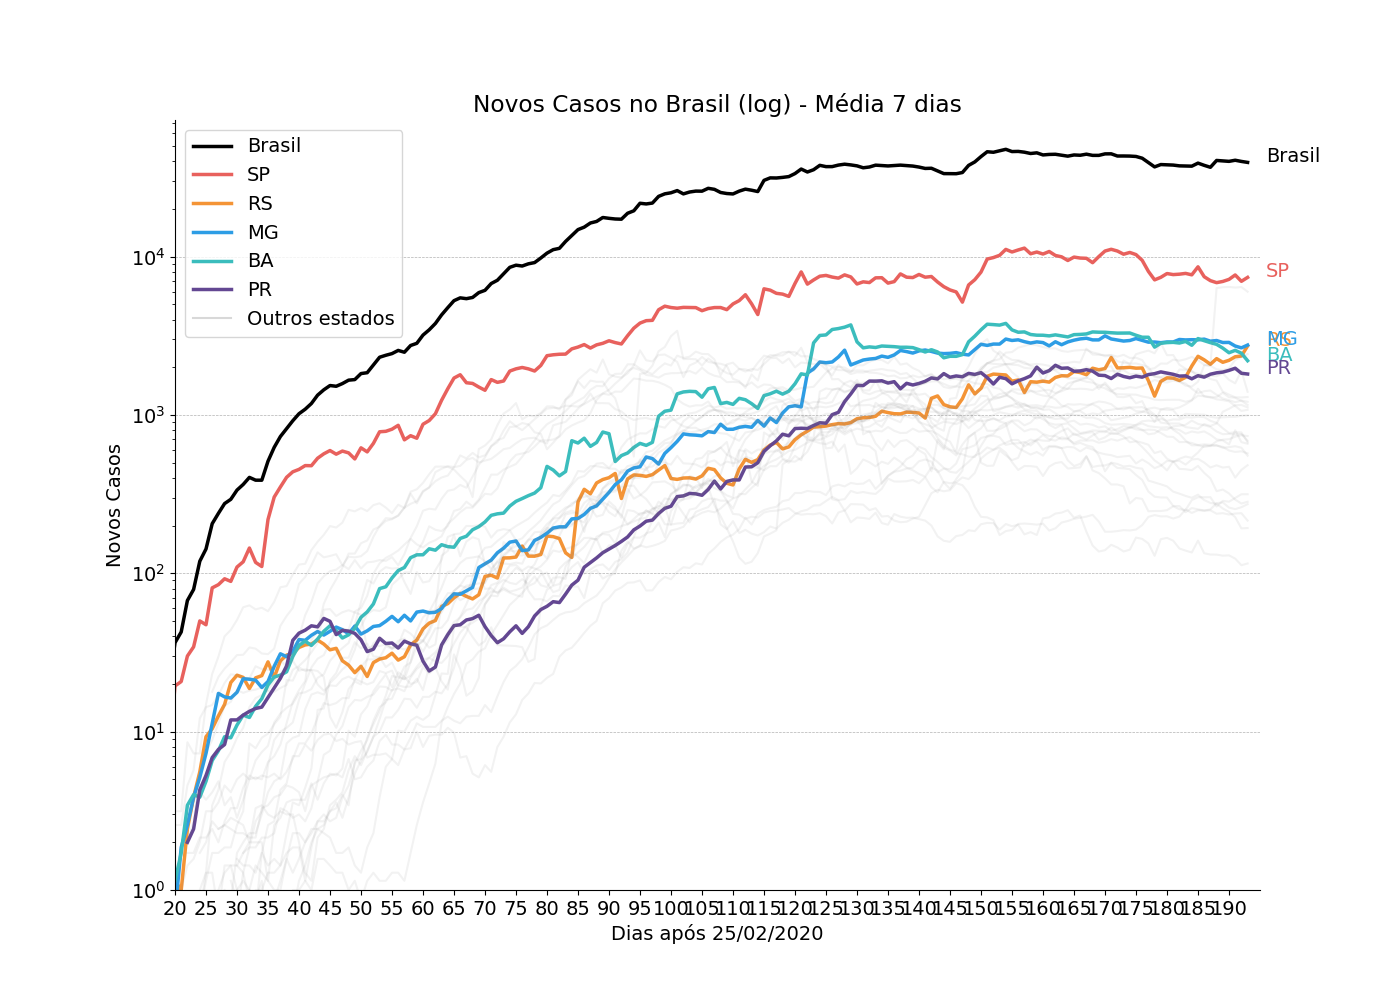 Novos Casos no Brasil (log) - Média 7 dias
Brasil
SP
RS
MG
BA
PR
Outros estados
Novos Casos
10⁴
10³
10²
10¹
10⁰
20 25 30 35 40 45 50 55 60 65 70 75 80 85 90 95 100 105 110 115 120 125 130 135 140 145 150 155 160 165 170 175 180 185 190
Dias após 25/02/2020
Brasil
SP
MG
RS
BA
PR